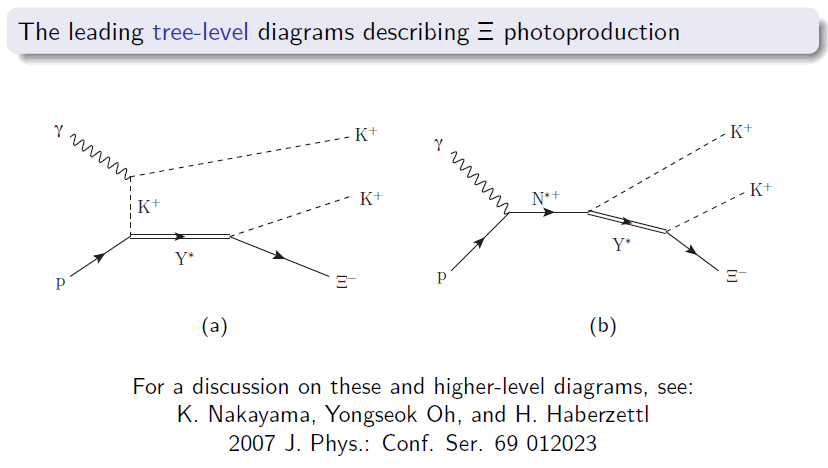 The leading tree-level diagrams describing Ξ photoproduction
γ
K⁺
K⁺
K⁺
Y*
p
Ξ⁻
(a)
γ
K⁺
N*⁺
K⁺
Y*
p
Ξ⁻
(b)
For a discussion on these and higher-level diagrams, see:
K. Nakayama, Yongseok Oh, and H. Haberzettl
2007 J. Phys.: Conf. Ser. 69 012023